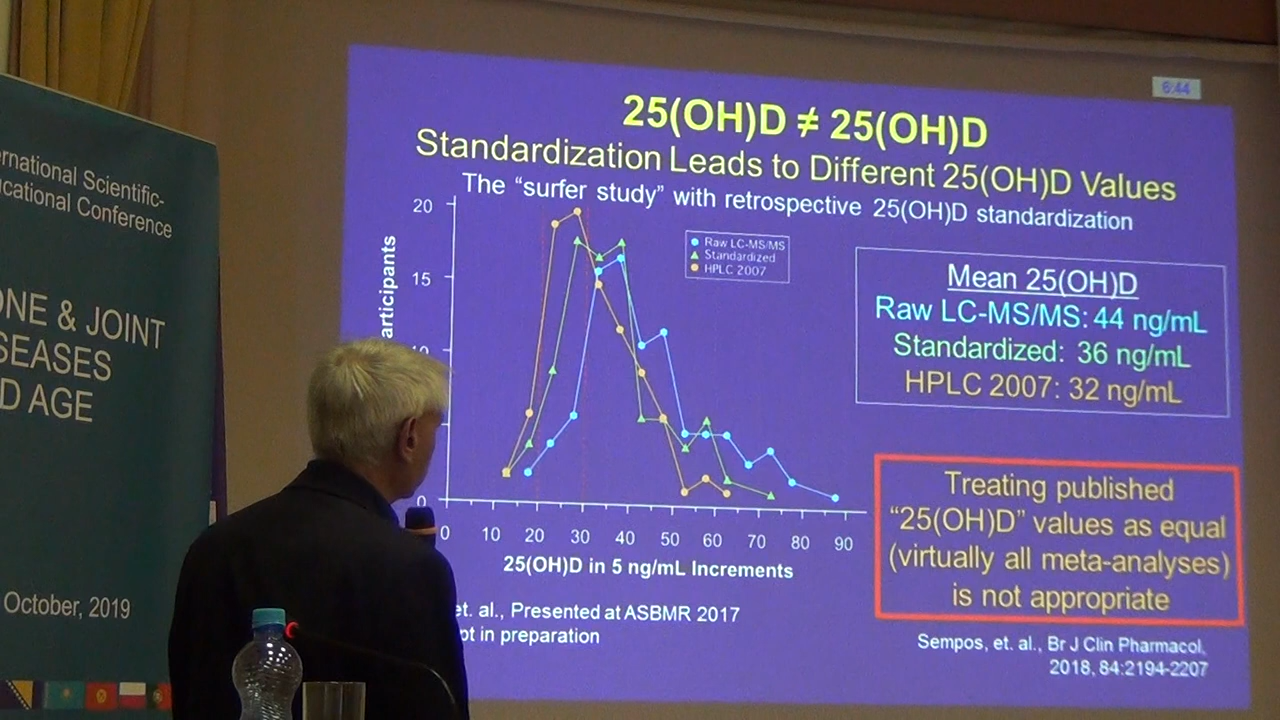 ernational Scientific-
cational Conference
ONE & JOINT
SEASES
D AGE
October, 2019
6:44
25(OH)D ≠ 25(OH)D
Standardization Leads to Different 25(OH)D Values
The “surfer study” with retrospective 25(OH)D standardization
20
15
10
0
articipants
Raw LC-MS/MS
Standardized
HPLC 2007
0 10 20 30 40 50 60 70 80 90
25(OH)D in 5 ng/mL Increments
Mean 25(OH)D
Raw LC-MS/MS: 44 ng/mL
Standardized: 36 ng/mL
HPLC 2007: 32 ng/mL
Treating published
“25(OH)D” values as equal
(virtually all meta-analyses)
is not appropriate
et. al., Presented at ASBMR 2017
pt in preparation
Sempos, et. al., Br J Clin Pharmacol,
2018, 84:2194-2207